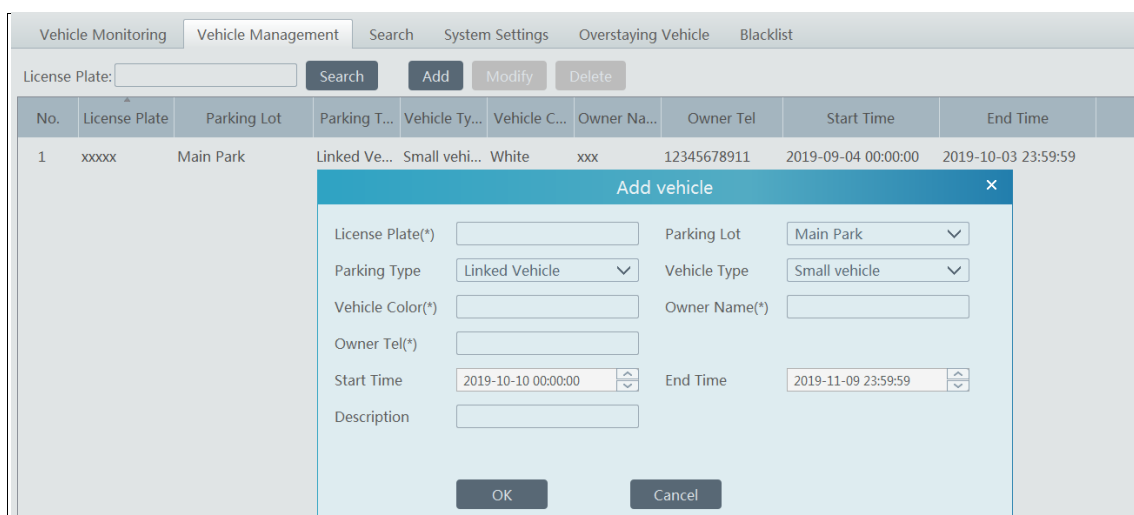 Vehicle Monitoring Vehicle Management Search System Settings Overstaying Vehicle Blacklist
License Plate: Search Add Modify Delete
No. License Plate Parking Lot Parking T... Vehicle Ty... Vehicle C... Owner Na... Owner Tel Start Time End Time
1 xxxxx Main Park Linked Ve... Small vehi... White xxx 12345678911 2019-09-04 00:00:00 2019-10-03 23:59:59
Add vehicle
License Plate(*) Parking Lot Main Park
Parking Type Linked Vehicle Vehicle Type Small vehicle
Vehicle Color(*) Owner Name(*)
Owner Tel(*)
Start Time 2019-10-10 00:00:00 End Time 2019-11-09 23:59:59
Description
OK Cancel